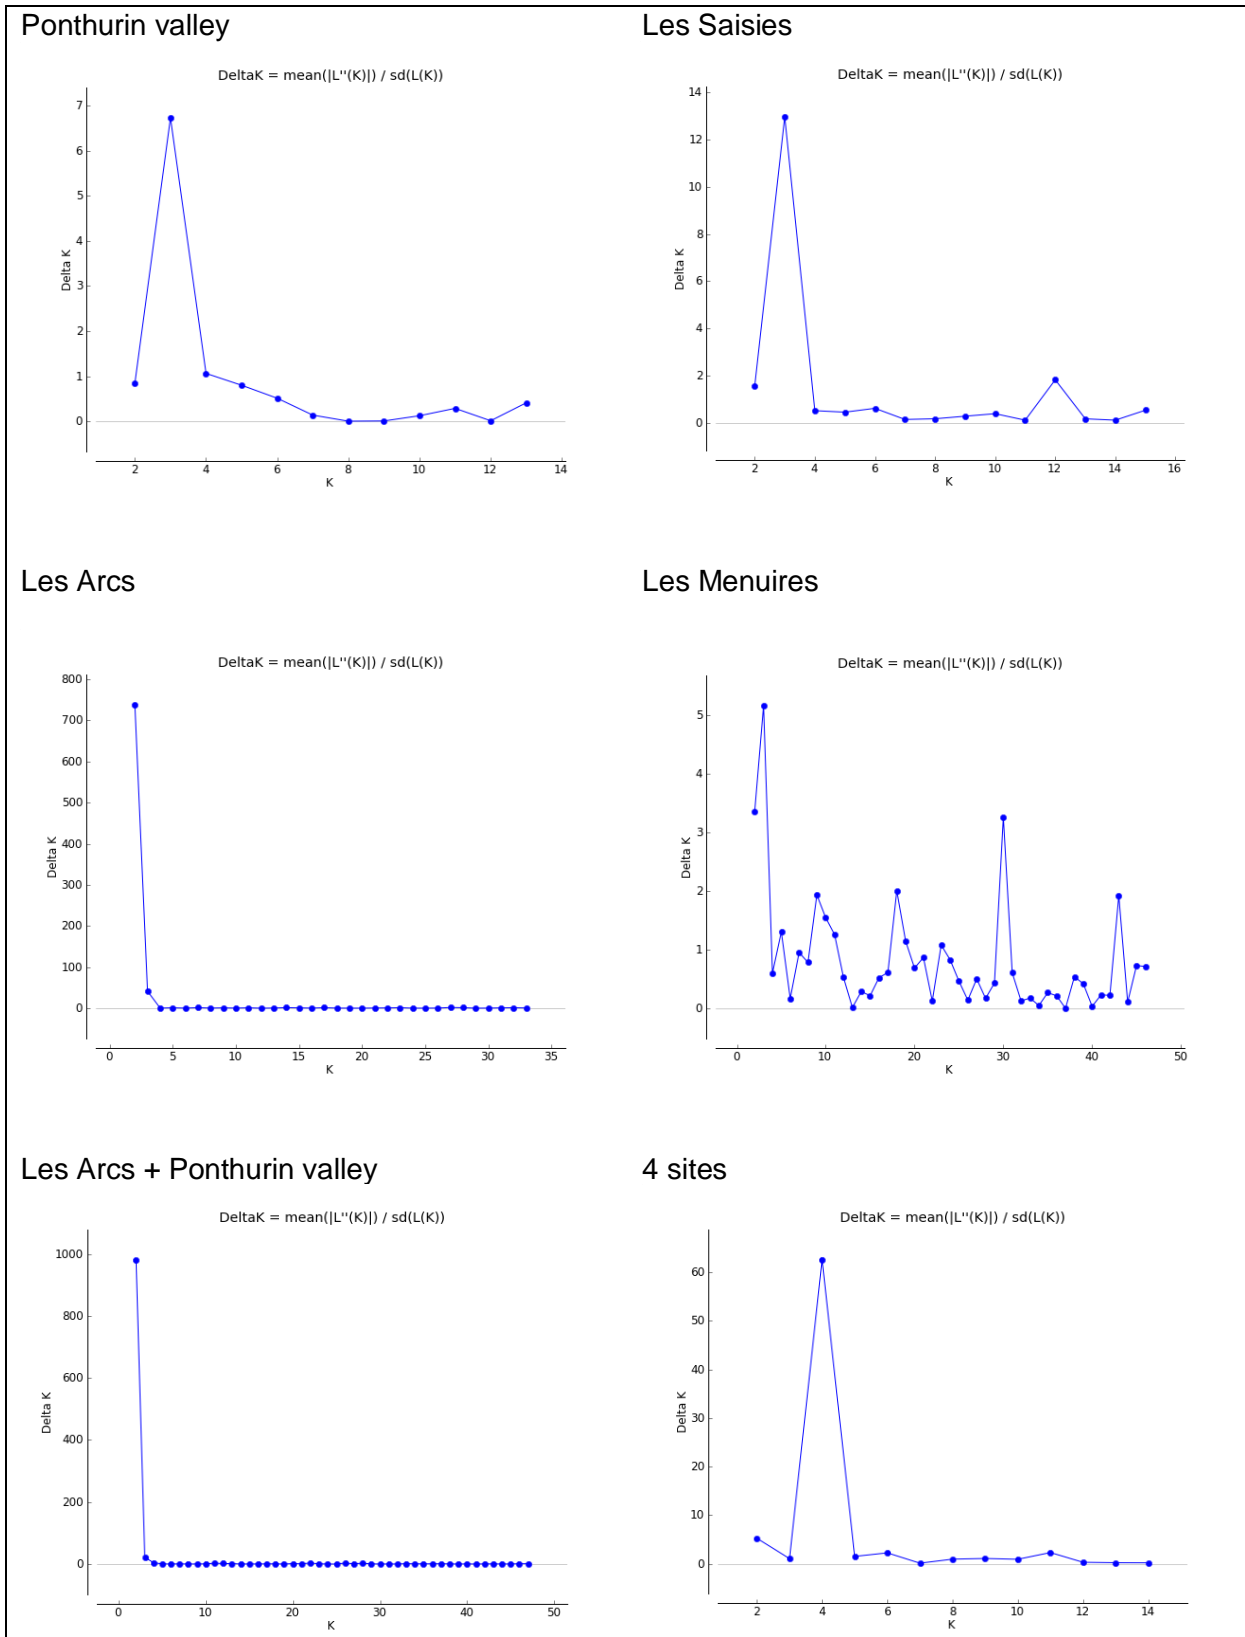 Ponthurin valley
DeltaK = mean(|L''(K)|) / sd(L(K))
7
6
5
4
3
2
1
0
Delta K
2 4 6 8 10 12 14
K
Les Saisies
DeltaK = mean(|L''(K)|) / sd(L(K))
14
12
10
8
6
4
2
0
Delta K
2 4 6 8 10 12 14 16
K
Les Arcs
DeltaK = mean(|L''(K)|) / sd(L(K))
800
700
600
500
400
300
200
100
0
Delta K
0 5 10 15 20 25 30 35
K
Les Menuires
DeltaK = mean(|L''(K)|) / sd(L(K))
5
4
3
2
1
0
Delta K
0 10 20 30 40 50
K
Les Arcs + Ponthurin valley
DeltaK = mean(|L''(K)|) / sd(L(K))
1000
800
600
400
200
0
Delta K
0 10 20 30 40 50
K
4 sites
DeltaK = mean(|L''(K)|) / sd(L(K))
60
50
40
30
20
10
0
Delta K
2 4 6 8 10 12 14
K